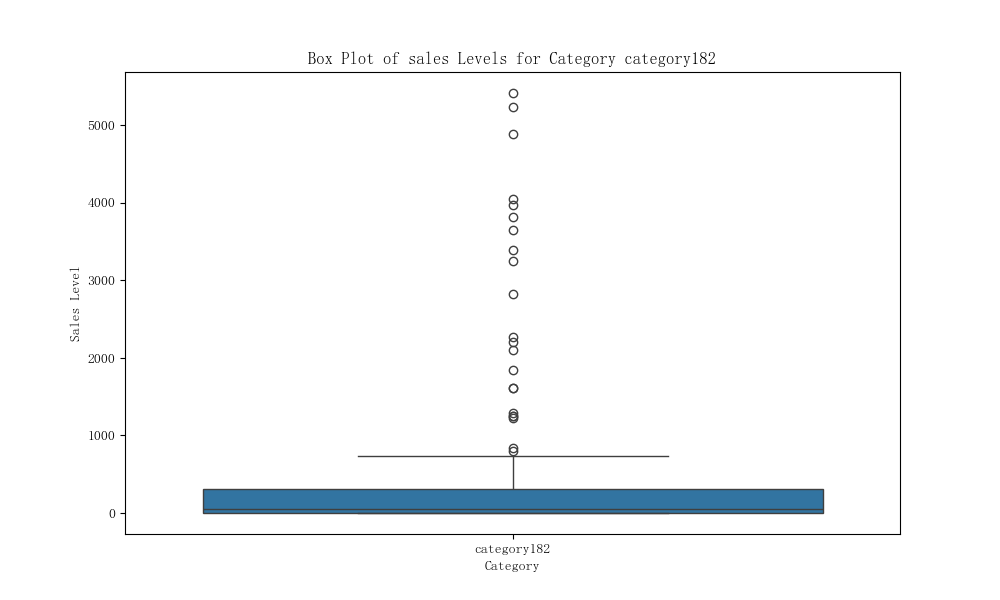 Box Plot of sales Levels for Category category182
5000
4000
3000
2000
1000
0
Sales Level
category182
Category